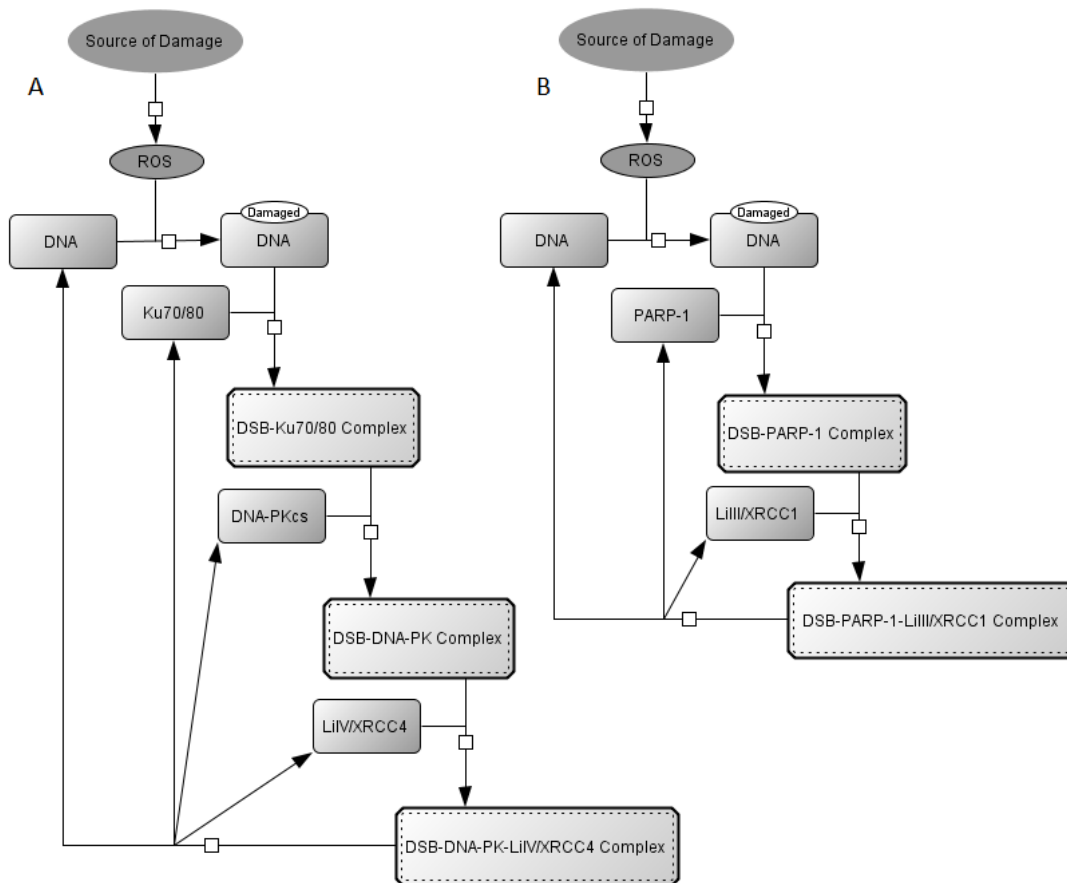 A
Source of Damage
ROS
DNA
Damaged
DNA
Ku70/80
DSB-Ku70/80 Complex
DNA-PKcs
DSB-DNA-PK Complex
LiIV/XRCC4
DSB-DNA-PK-LiIV/XRCC4 Complex
B
Source of Damage
ROS
DNA
Damaged
DNA
PARP-1
DSB-PARP-1 Complex
LiIII/XRCC1
DSB-PARP-1-LiIII/XRCC1 Complex